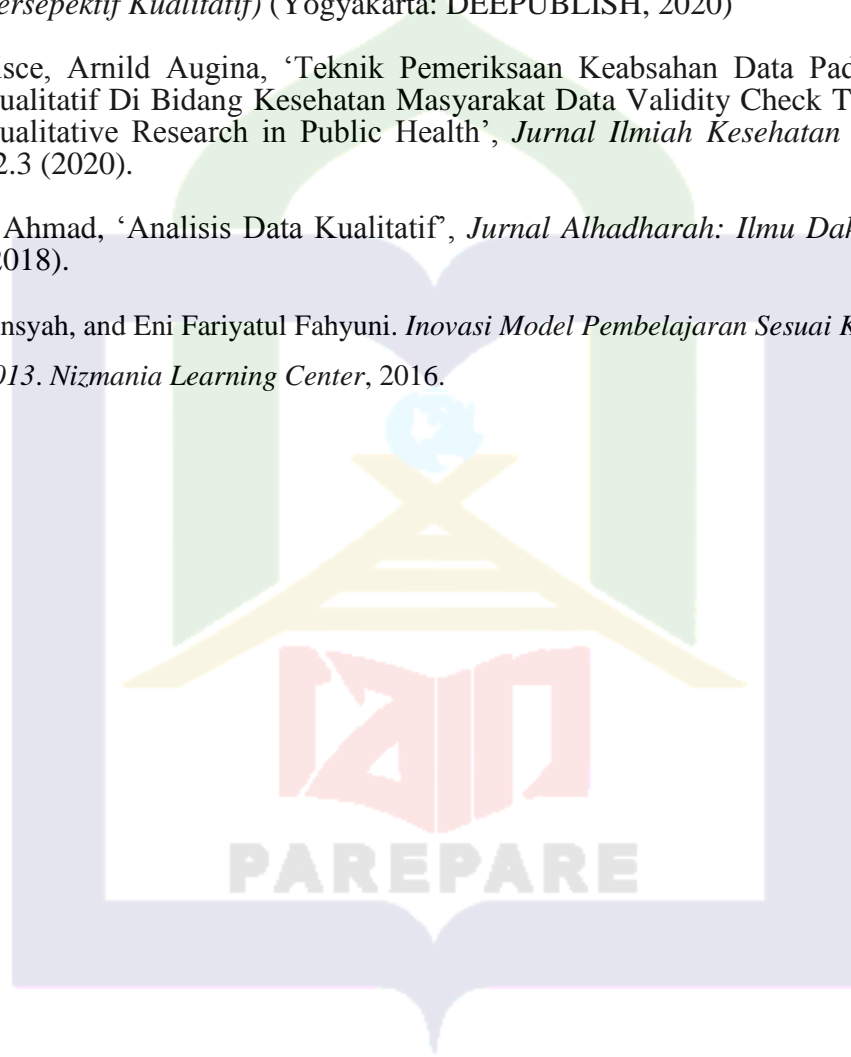 ersepektif Kualitatif) (Yogyakarta: DEEPUBLISH, 2020)
isce, Arnild Augina, ‘Teknik Pemeriksaan Keabsahan Data Pad
ualitatif Di Bidang Kesehatan Masyarakat Data Validity Check T
ualitative Research in Public Health’, Jurnal Ilmiah Kesehatan
2.3 (2020).
Ahmad, ‘Analisis Data Kualitatif’, Jurnal Alhadharah: Ilmu Dak
2018).
nsyah, and Eni Fariyatul Fahyuni. Inovasi Model Pembelajaran Sesuai K
013. Nizmania Learning Center, 2016.
iain
PAREPARE